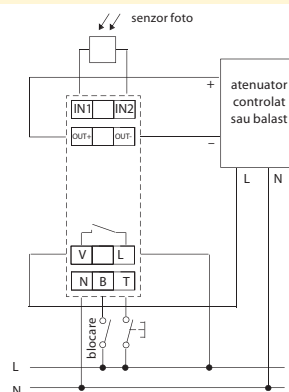 senzor foto
+
atenuator
controlat
sau balast
IN1 IN2
OUT+ OUT-
−
L N
V L
N B T
blocare
L
N